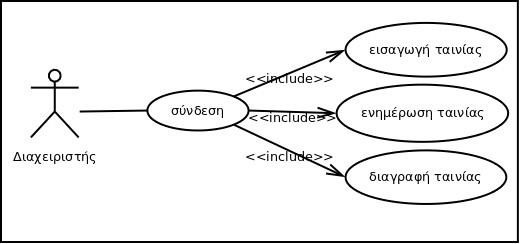 εισαγωγή ταινίας
<<include>>
σύνδεση
ενημέρωση ταινίας
<<include>>
Διαχειριστής
<<include>>
διαγραφή ταινίας